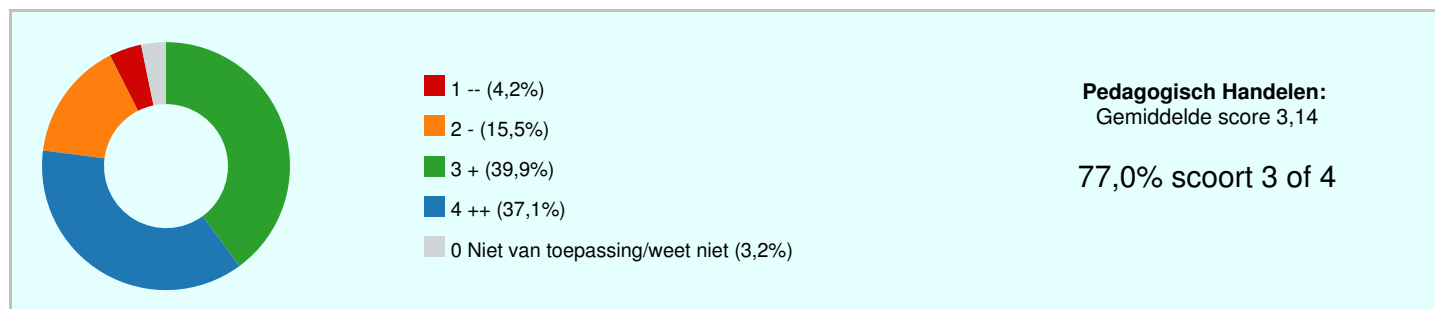 1 -- (4,2%)
2 - (15,5%)
3 + (39,9%)
4 ++ (37,1%)
0 Niet van toepassing/weet niet (3,2%)
Pedagogisch Handelen:
Gemiddelde score 3,14
77,0% scoort 3 of 4